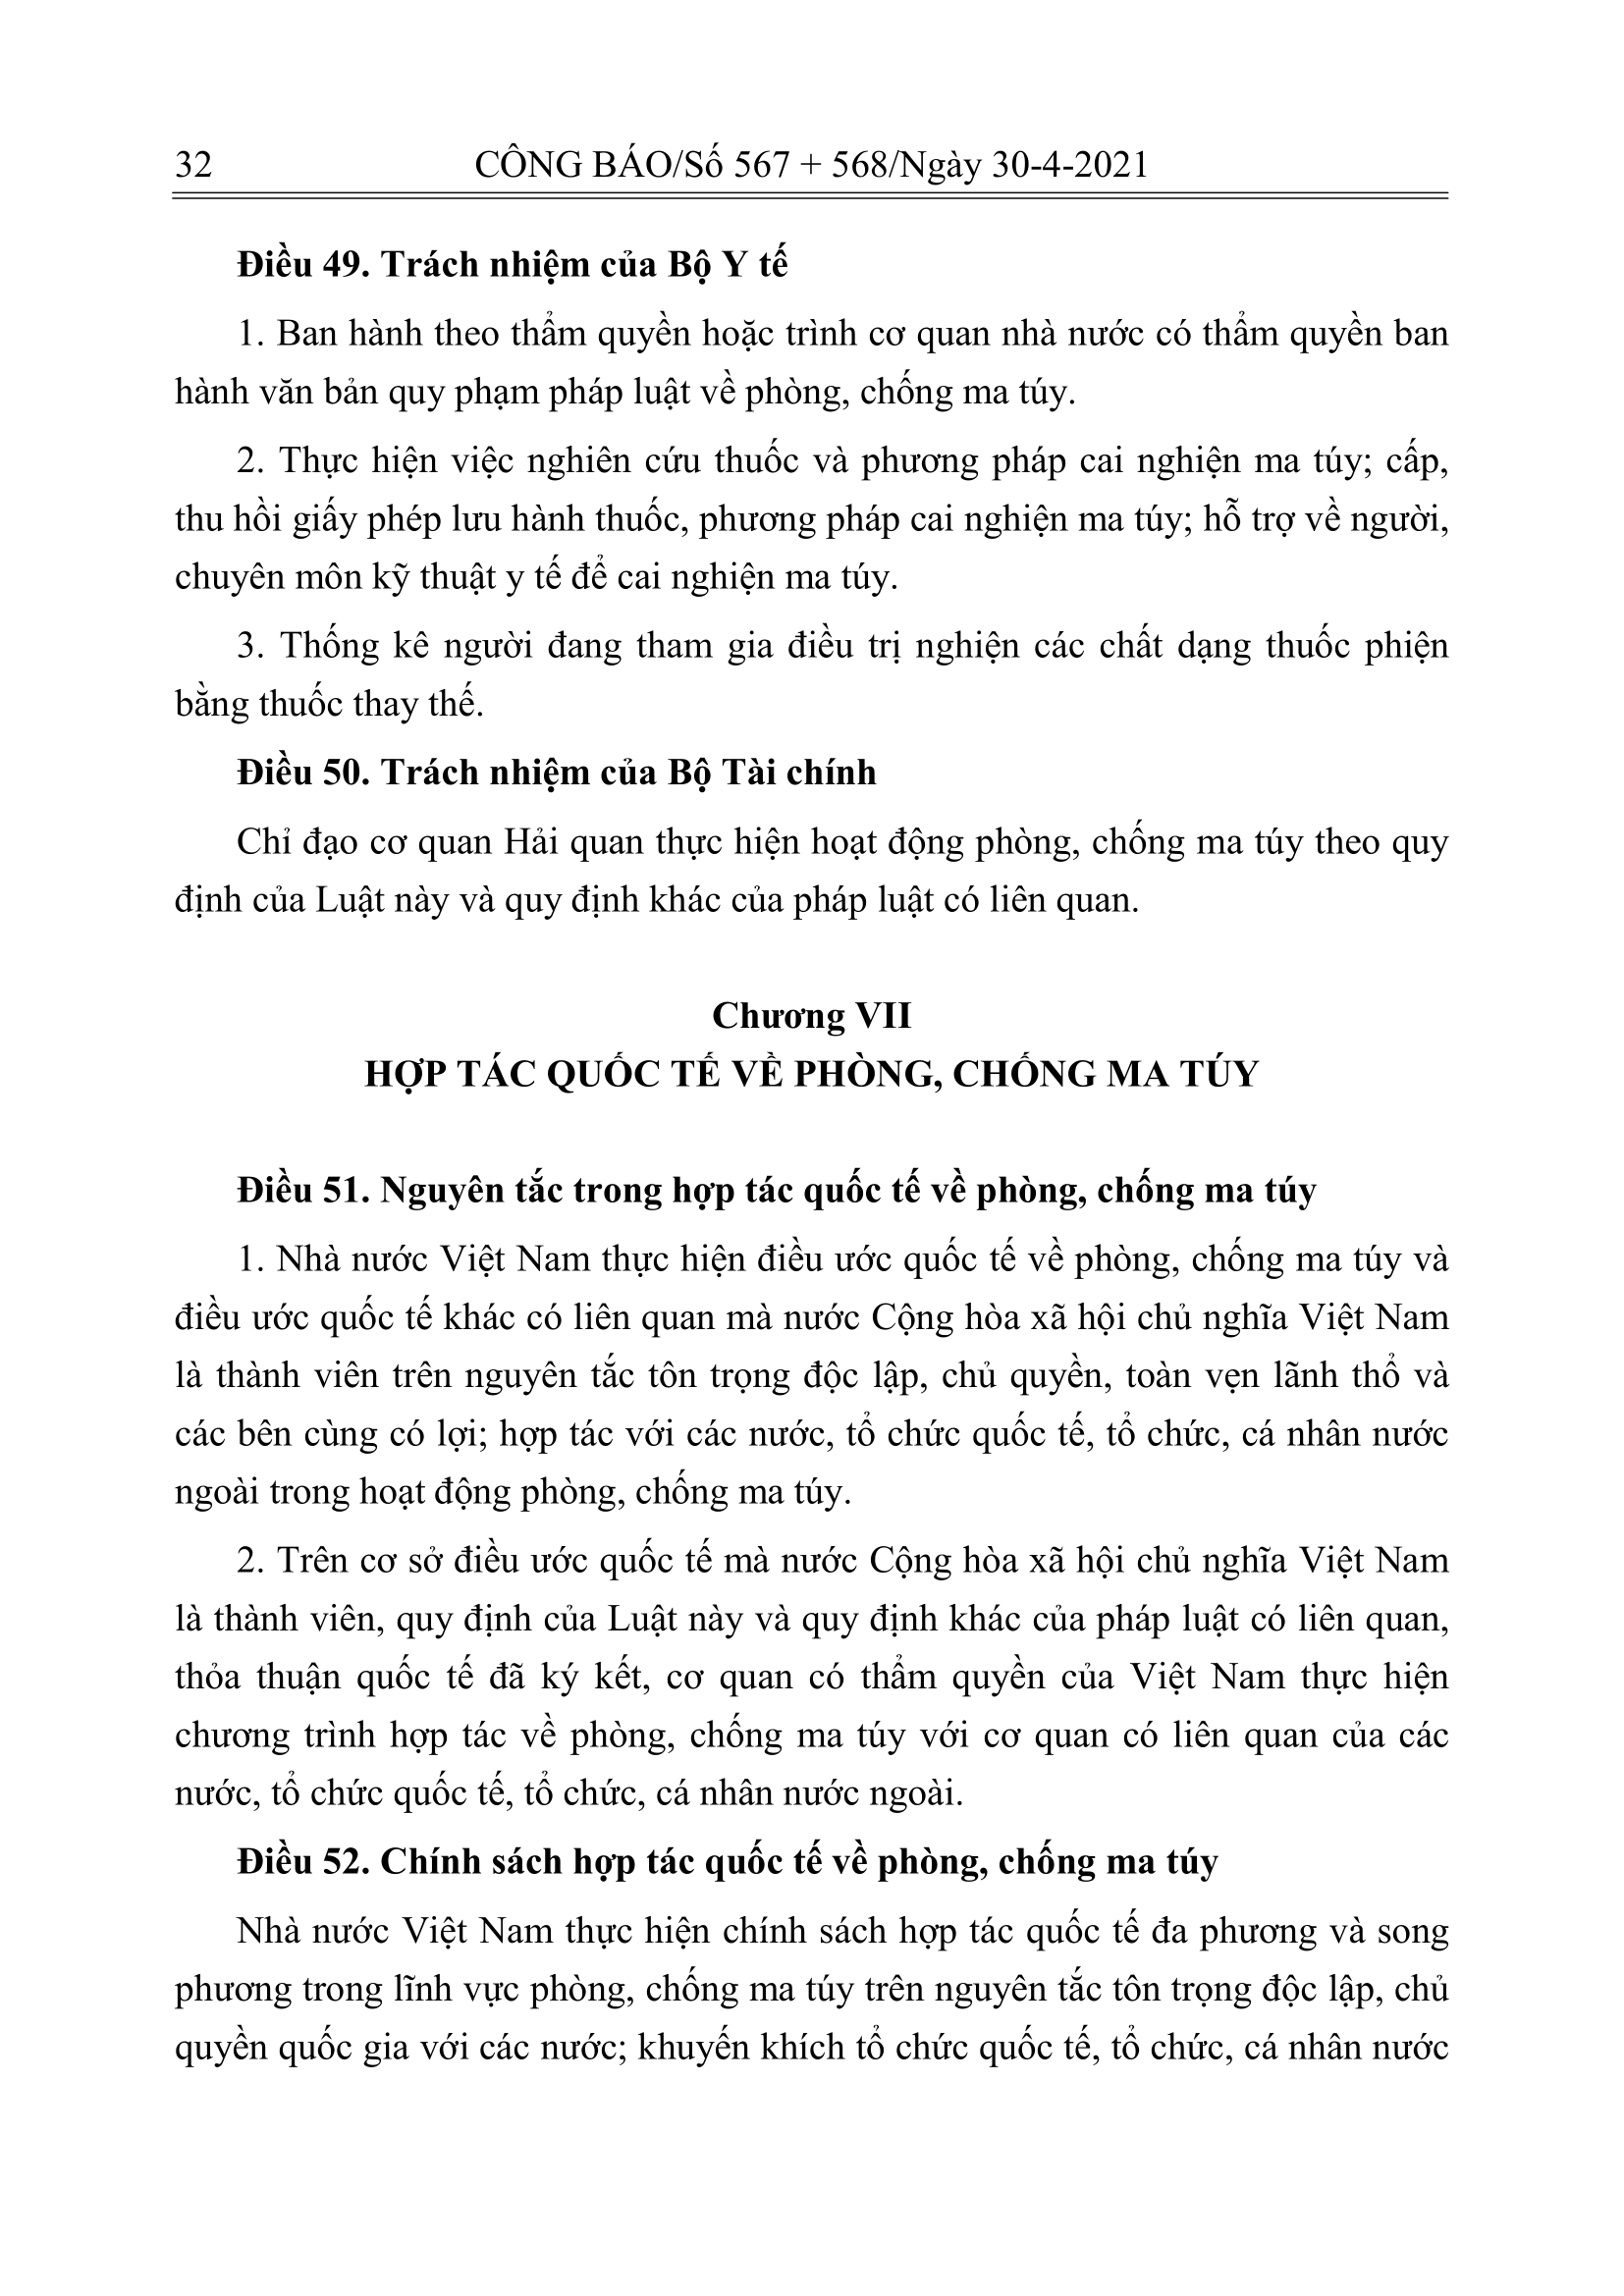 32
CÔNG BÁO/Số 567 + 568/Ngày 30-4-2021
Điều 49. Trách nhiệm của Bộ Y tế
1. Ban hành theo thẩm quyền hoặc trình cơ quan nhà nước có thẩm quyền ban
hành văn bản quy phạm pháp luật về phòng, chống ma túy.
2. Thực hiện việc nghiên cứu thuốc và phương pháp cai nghiện ma túy; cấp,
thu hồi giấy phép lưu hành thuốc, phương pháp cai nghiện ma túy; hỗ trợ về người,
chuyên môn kỹ thuật y tế để cai nghiện ma túy.
3. Thống kê người đang tham gia điều trị nghiện các chất dạng thuốc phiện
bằng thuốc thay thế.
Điều 50. Trách nhiệm của Bộ Tài chính
Chỉ đạo cơ quan Hải quan thực hiện hoạt động phòng, chống ma túy theo quy
định của Luật này và quy định khác của pháp luật có liên quan.
Chương VII
HỢP TÁC QUỐC TẾ VỀ PHÒNG, CHỐNG MA TÚY
Điều 51. Nguyên tắc trong hợp tác quốc tế về phòng, chống ma túy
1. Nhà nước Việt Nam thực hiện điều ước quốc tế về phòng, chống ma túy và
điều ước quốc tế khác có liên quan mà nước Cộng hòa xã hội chủ nghĩa Việt Nam
là thành viên trên nguyên tắc tôn trọng độc lập, chủ quyền, toàn vẹn lãnh thổ và
các bên cùng có lợi; hợp tác với các nước, tổ chức quốc tế, tổ chức, cá nhân nước
ngoài trong hoạt động phòng, chống ma túy.
2. Trên cơ sở điều ước quốc tế mà nước Cộng hòa xã hội chủ nghĩa Việt Nam
là thành viên, quy định của Luật này và quy định khác của pháp luật có liên quan,
thỏa thuận quốc tế đã ký kết, cơ quan có thẩm quyền của Việt Nam thực hiện
chương trình hợp tác về phòng, chống ma túy với cơ quan có liên quan của các
nước, tổ chức quốc tế, tổ chức, cá nhân nước ngoài.
Điều 52. Chính sách hợp tác quốc tế về phòng, chống ma túy
Nhà nước Việt Nam thực hiện chính sách hợp tác quốc tế đa phương và song
phương trong lĩnh vực phòng, chống ma túy trên nguyên tắc tôn trọng độc lập, chủ
quyền quốc gia với các nước; khuyến khích tổ chức quốc tế, tổ chức, cá nhân nước